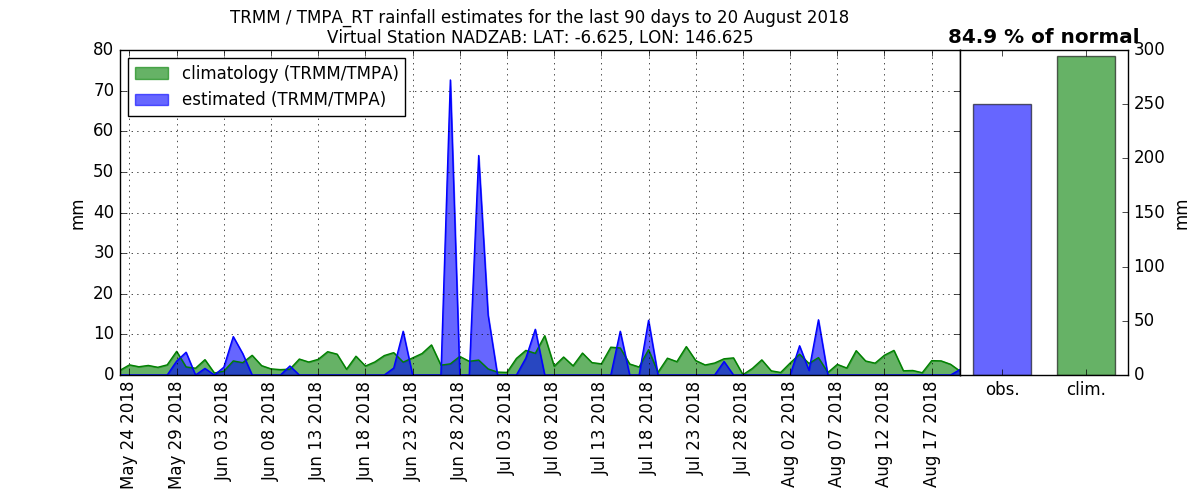 TRMM / TMPA_RT rainfall estimates for the last 90 days to 20 August 2018
Virtual Station NADZAB: LAT: -6.625, LON: 146.625
84.9 % of normal
climatology (TRMM/TMPA)
estimated (TRMM/TMPA)
mm
80
70
60
50
40
30
20
10
0
May 24 2018
May 29 2018
Jun 03 2018
Jun 08 2018
Jun 13 2018
Jun 18 2018
Jun 23 2018
Jun 28 2018
Jul 03 2018
Jul 08 2018
Jul 13 2018
Jul 18 2018
Jul 23 2018
Jul 28 2018
Aug 02 2018
Aug 07 2018
Aug 12 2018
Aug 17 2018
obs.
clim.
300
250
200
150
100
50
0
mm